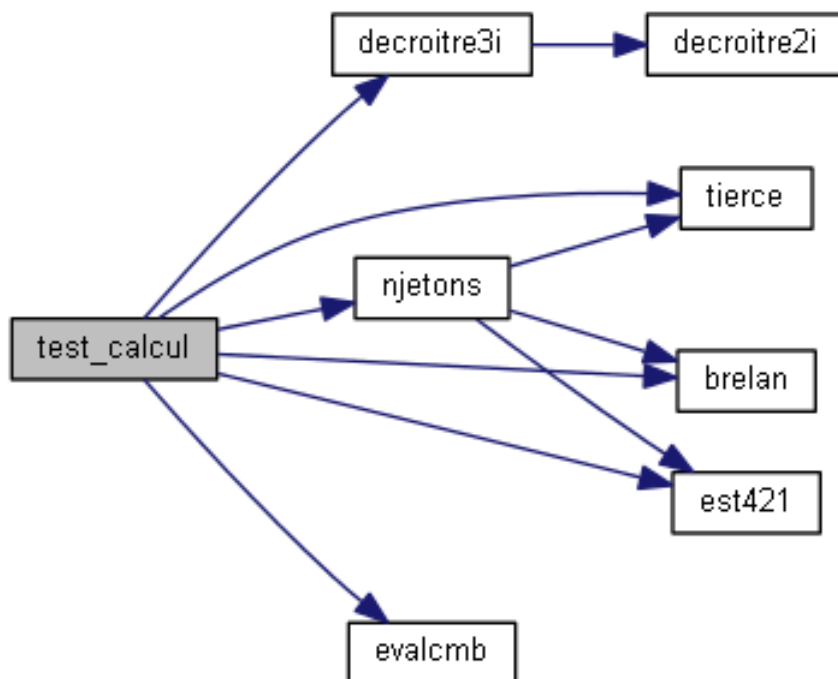 decroitre3i
decroitre2i
tierce
njetons
test_calcul
brelan
est421
evalcmb